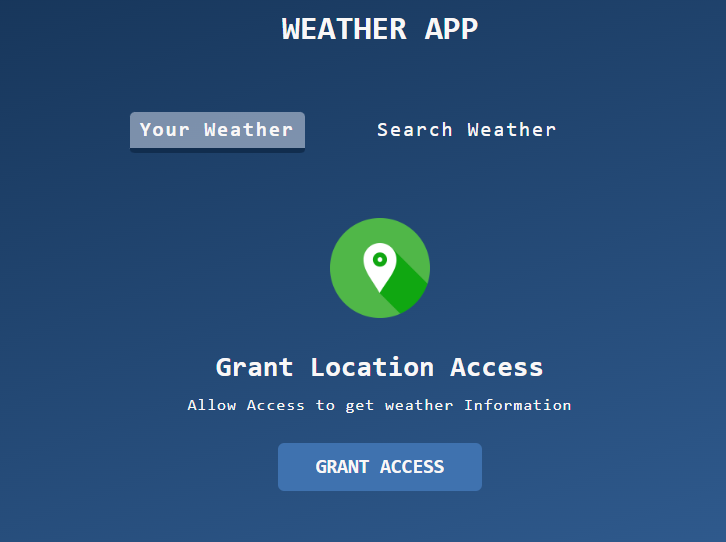 WEATHER APP
Your Weather
Search Weather
Grant Location Access
Allow Access to get weather Information
GRANT ACCESS